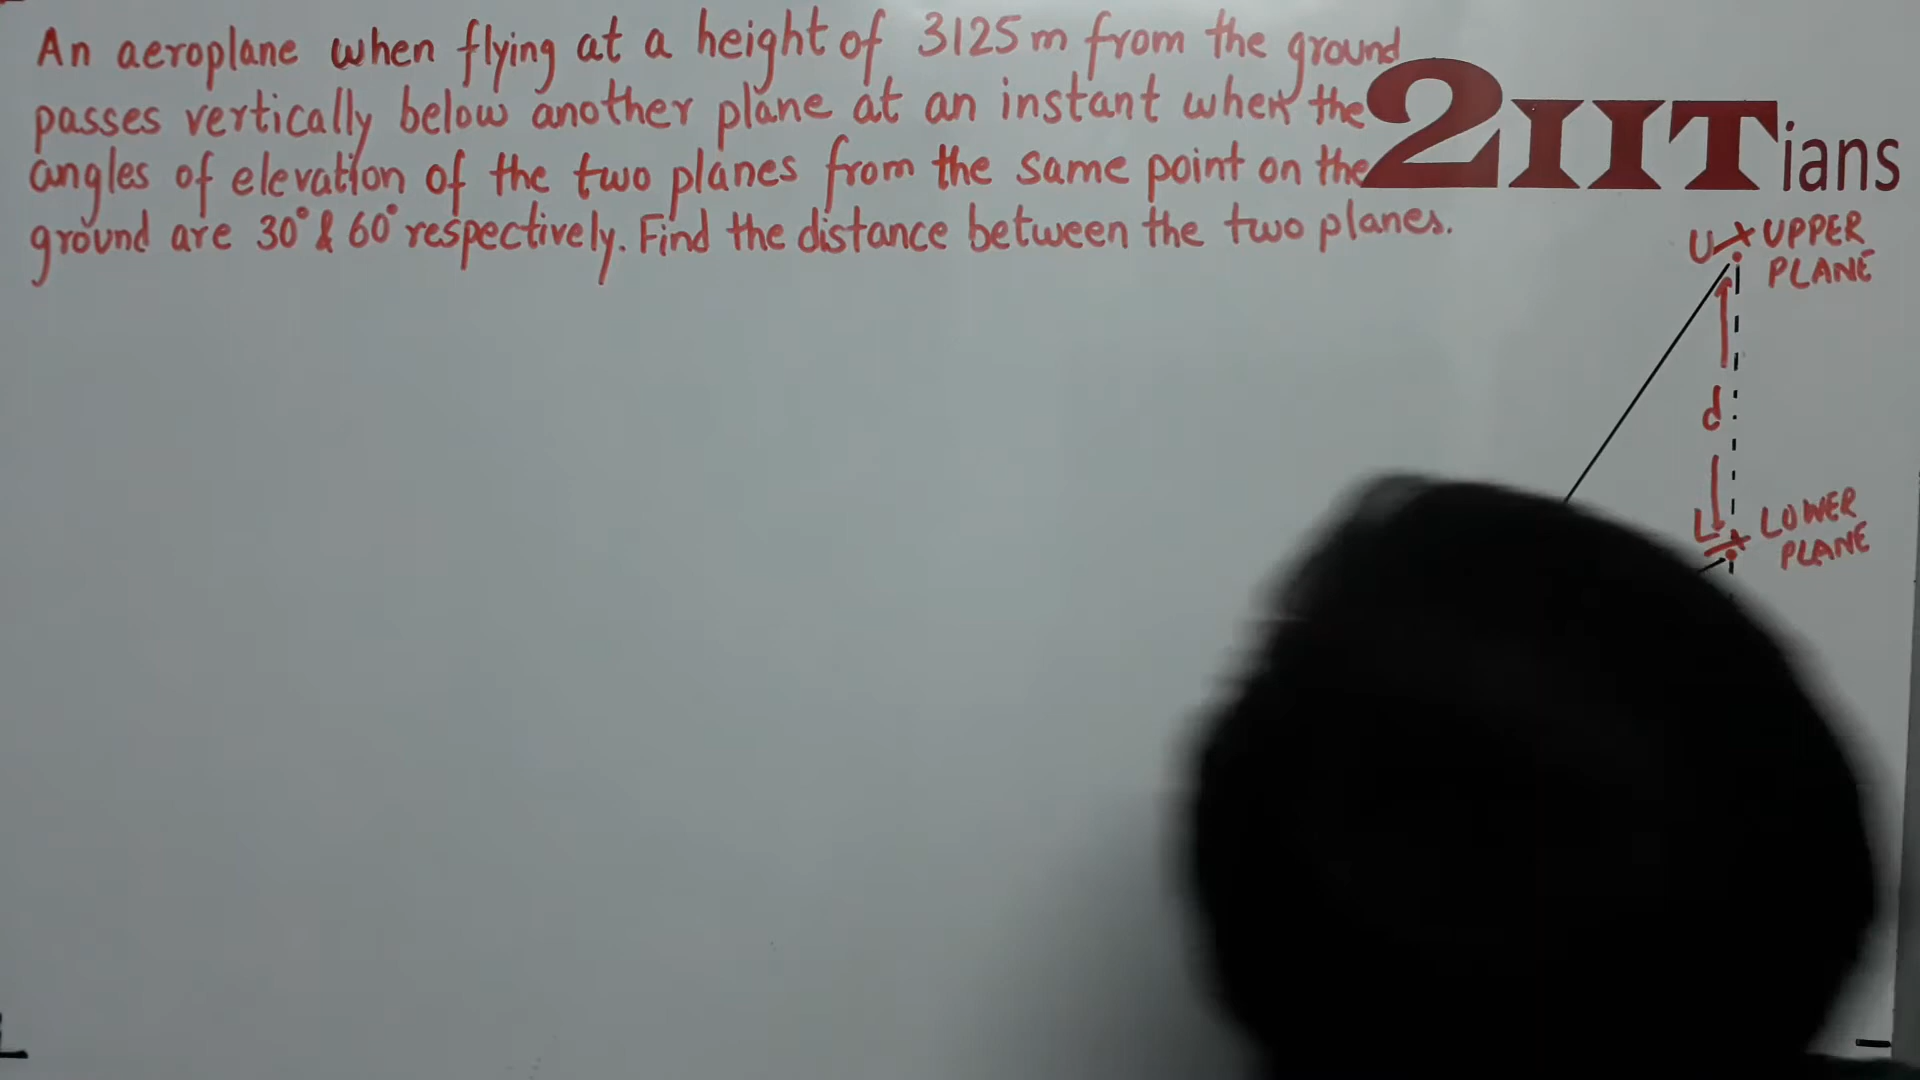 An aeroplane when flying at a height of 3125 m from the ground
passes vertically below another plane at an instant when the
angles of elevation of the two planes from the same point on the
ground are 30° & 60° respectively. Find the distance between the two planes.
2IITians
U UPPER
PLANE
d
L LOWER
PLANE